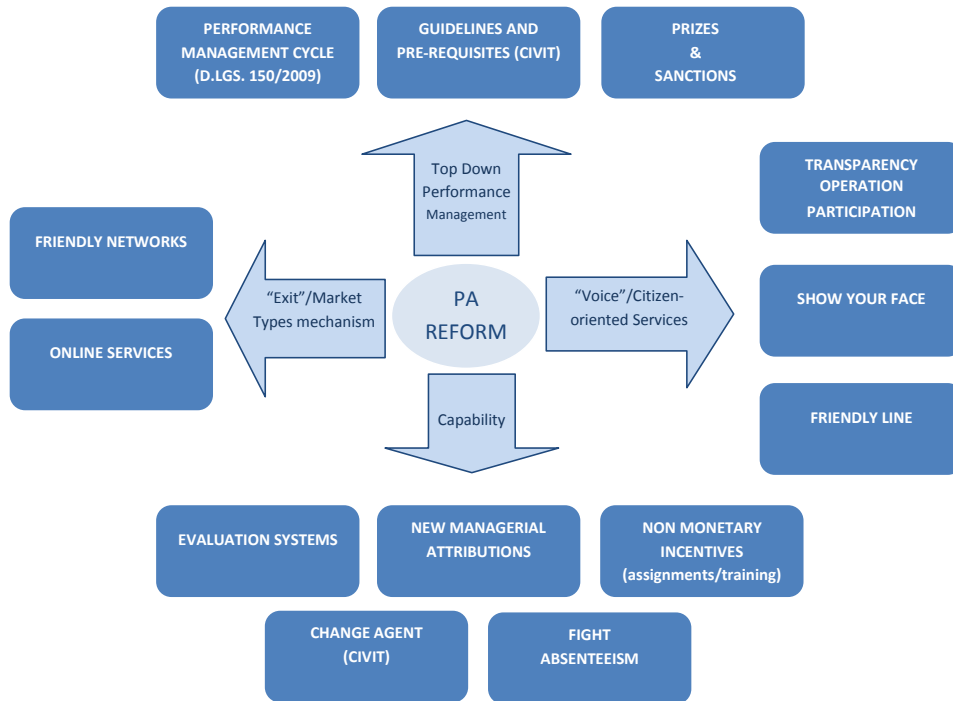 PERFORMANCE
MANAGEMENT CYCLE
(D.LGS. 150/2009)
GUIDELINES AND
PRE-REQUISITES (CIVIT)
PRIZES
&
SANCTIONS
Top Down
Performance
Management
TRANSPARENCY
OPERATION
PARTICIPATION
FRIENDLY NETWORKS
"Exit"/Market
Types mechanism
PA
REFORM
“Voice”/Citizen-
oriented Services
SHOW YOUR FACE
ONLINE SERVICES
Capability
FRIENDLY LINE
EVALUATION SYSTEMS
NEW MANAGERIAL
ATTRIBUTIONS
NON MONETARY
INCENTIVES
(assignments/training)
CHANGE AGENT
(CIVIT)
FIGHT
ABSENTEEISM